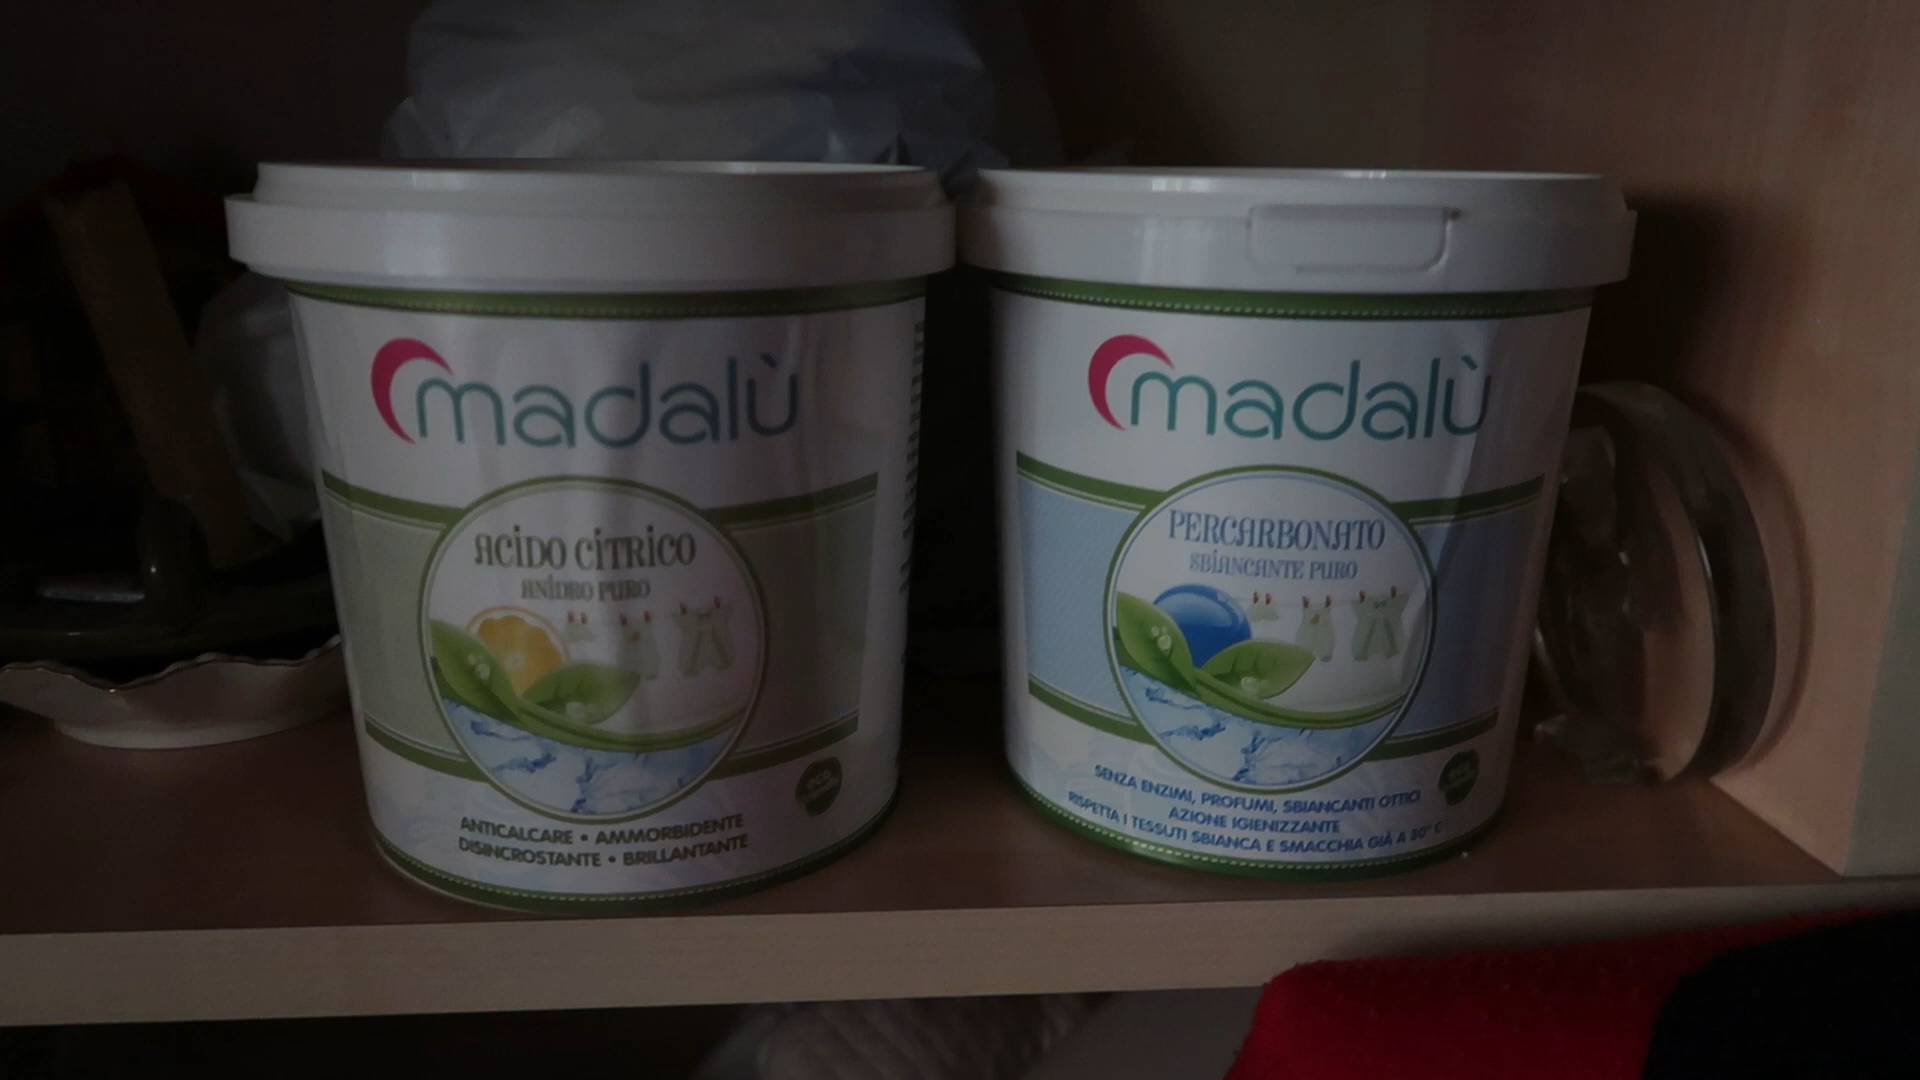 madalù
ACIDO CITRICO
ANIDRO PURO
ANTICALCARE • AMMORBIDENTE
DISINCROSTANTE • BRILLANTANTE
madalù
PERCARBONATO
SBIANCANTE PURO
SENZA ENZIMI, PROFUMI, SBIANCANTI OTTICI
AZIONE IGIENIZZANTE
RISPETTA I TESSUTI SBIANCA E SMACCHIA GIÀ A 30° C